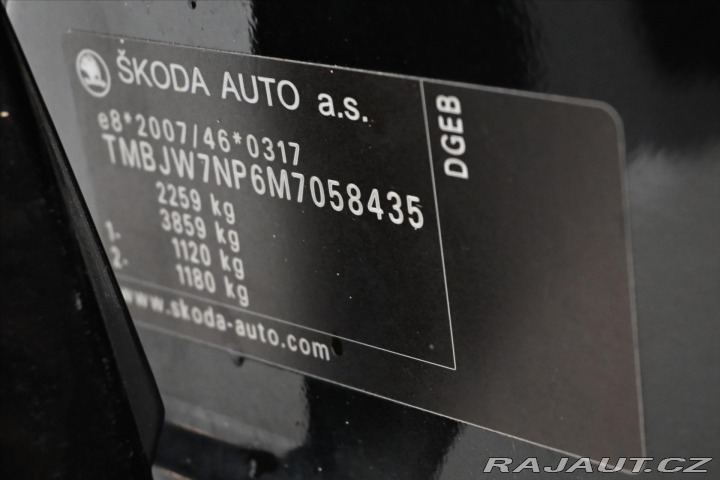 ŠKODA AUTO a.s.
e8*2007/46*0317
TMBJW7NP6M7058435
2259 kg
3859 kg
1- 1120 kg
2- 1180 kg
www.skoda-auto.com
DGEB
RAJAUT.CZ